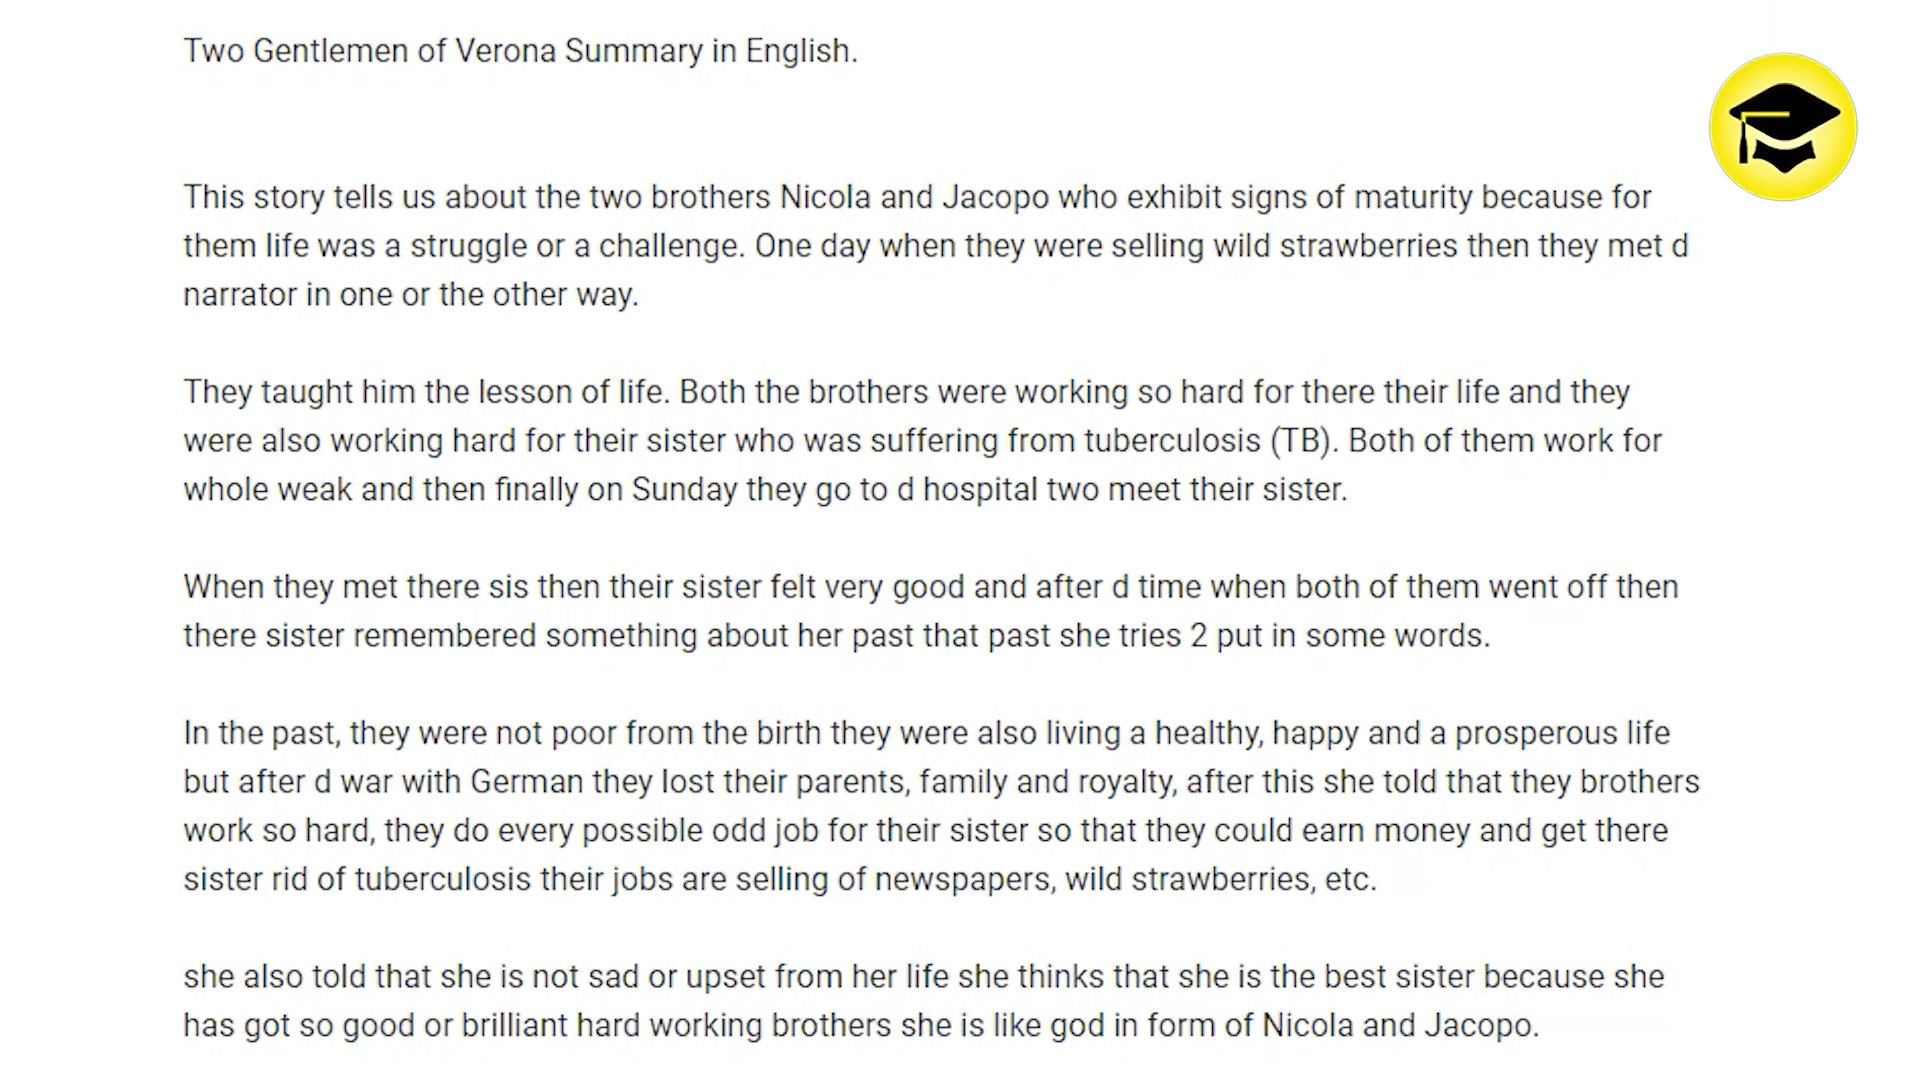 Two Gentlemen of Verona Summary in English.
This story tells us about the two brothers Nicola and Jacopo who exhibit signs of maturity because for
them life was a struggle or a challenge. One day when they were selling wild strawberries then they met d
narrator in one or the other way.
They taught him the lesson of life. Both the brothers were working so hard for there their life and they
were also working hard for their sister who was suffering from tuberculosis (TB). Both of them work for
whole weak and then finally on Sunday they go to d hospital two meet their sister.
When they met there sis then their sister felt very good and after d time when both of them went off then
there sister remembered something about her past that past she tries 2 put in some words.
In the past, they were not poor from the birth they were also living a healthy, happy and a prosperous life
but after d war with German they lost their parents, family and royalty, after this she told that they brothers
work so hard, they do every possible odd job for their sister so that they could earn money and get there
sister rid of tuberculosis their jobs are selling of newspapers, wild strawberries, etc.
she also told that she is not sad or upset from her life she thinks that she is the best sister because she
has got so good or brilliant hard working brothers she is like god in form of Nicola and Jacopo.